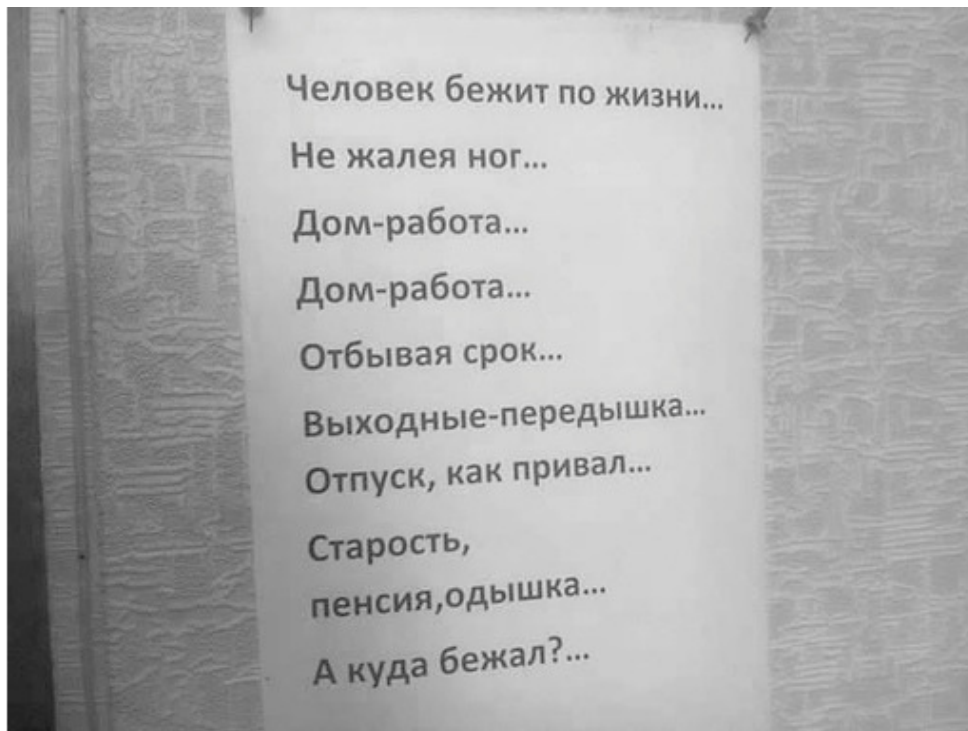 Человек бежит по жизни...
Не жалея ног...
Дом-работа...
Дом-работа...
Отбывая срок...
Выходные-передышка...
Отпуск, как привал...
Старость,
пенсия,одышка...
А куда бежал?...